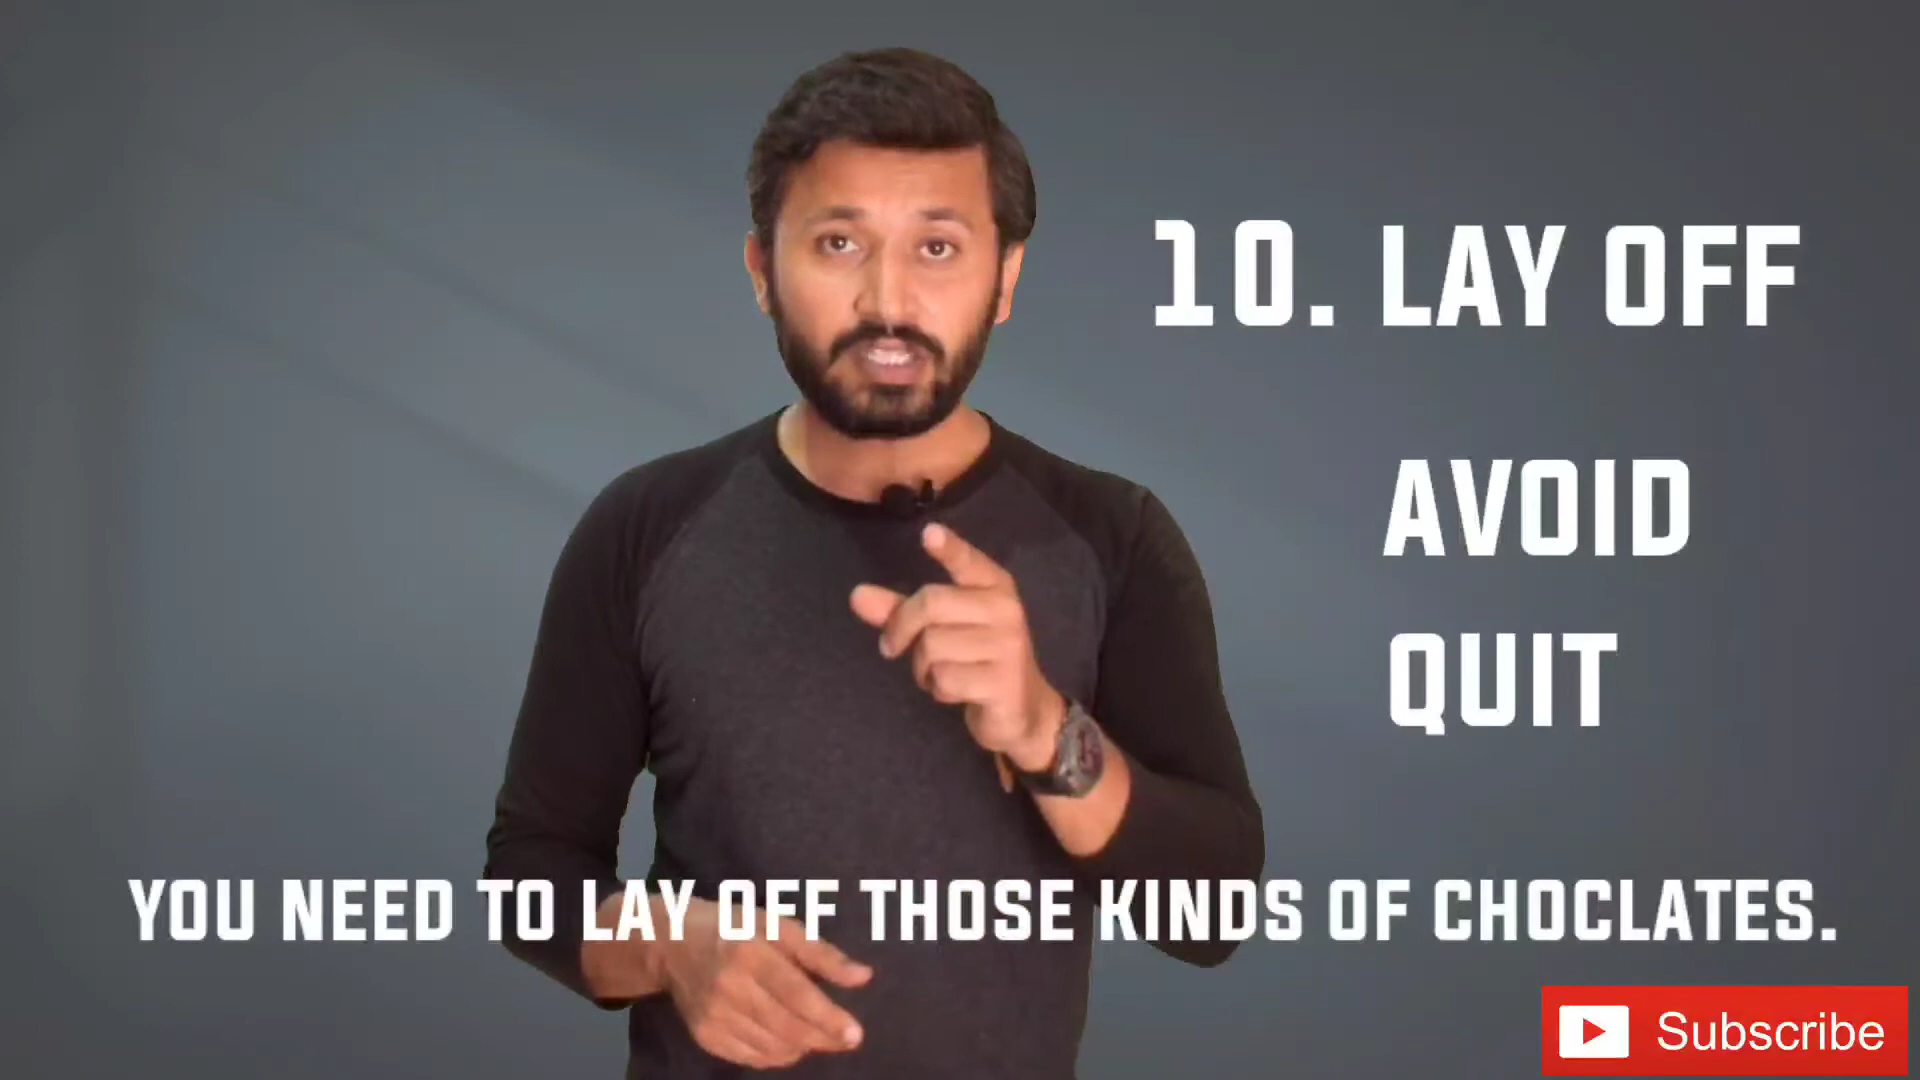 10. LAY OFF
AVOID
QUIT
YOU NEED TO LAY OFF THOSE KINDS OF CHOCLATES.
Subscribe